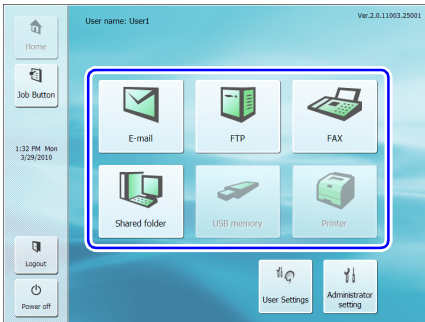 User name: User1
Ver.2.0.11003.25001
Home
Job Button
1:32 PM Mon
3/29/2010
E-mail
FTP
FAX
Shared folder
USB memory
Printer
Logout
Power off
User Settings
Administrator
setting